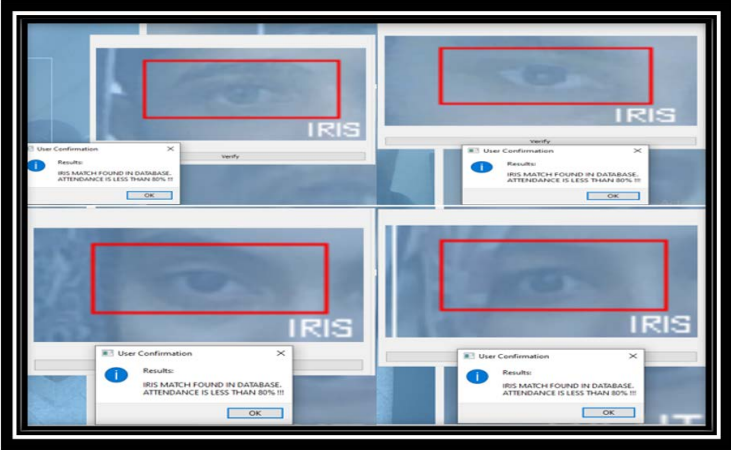 IRIS
Verify
User Confirmation
Results:
IRIS MATCH FOUND IN DATABASE.
ATTENDANCE IS LESS THAN 80% !!!
OK
IRIS
Verify
User Confirmation
Results:
IRIS MATCH FOUND IN DATABASE.
ATTENDANCE IS LESS THAN 80% !!!
OK
IRIS
User Confirmation
Results:
IRIS MATCH FOUND IN DATABASE.
ATTENDANCE IS LESS THAN 80% !!!
OK
IRIS
User Confirmation
Results:
IRIS MATCH FOUND IN DATABASE.
ATTENDANCE IS LESS THAN 80% !!!
OK